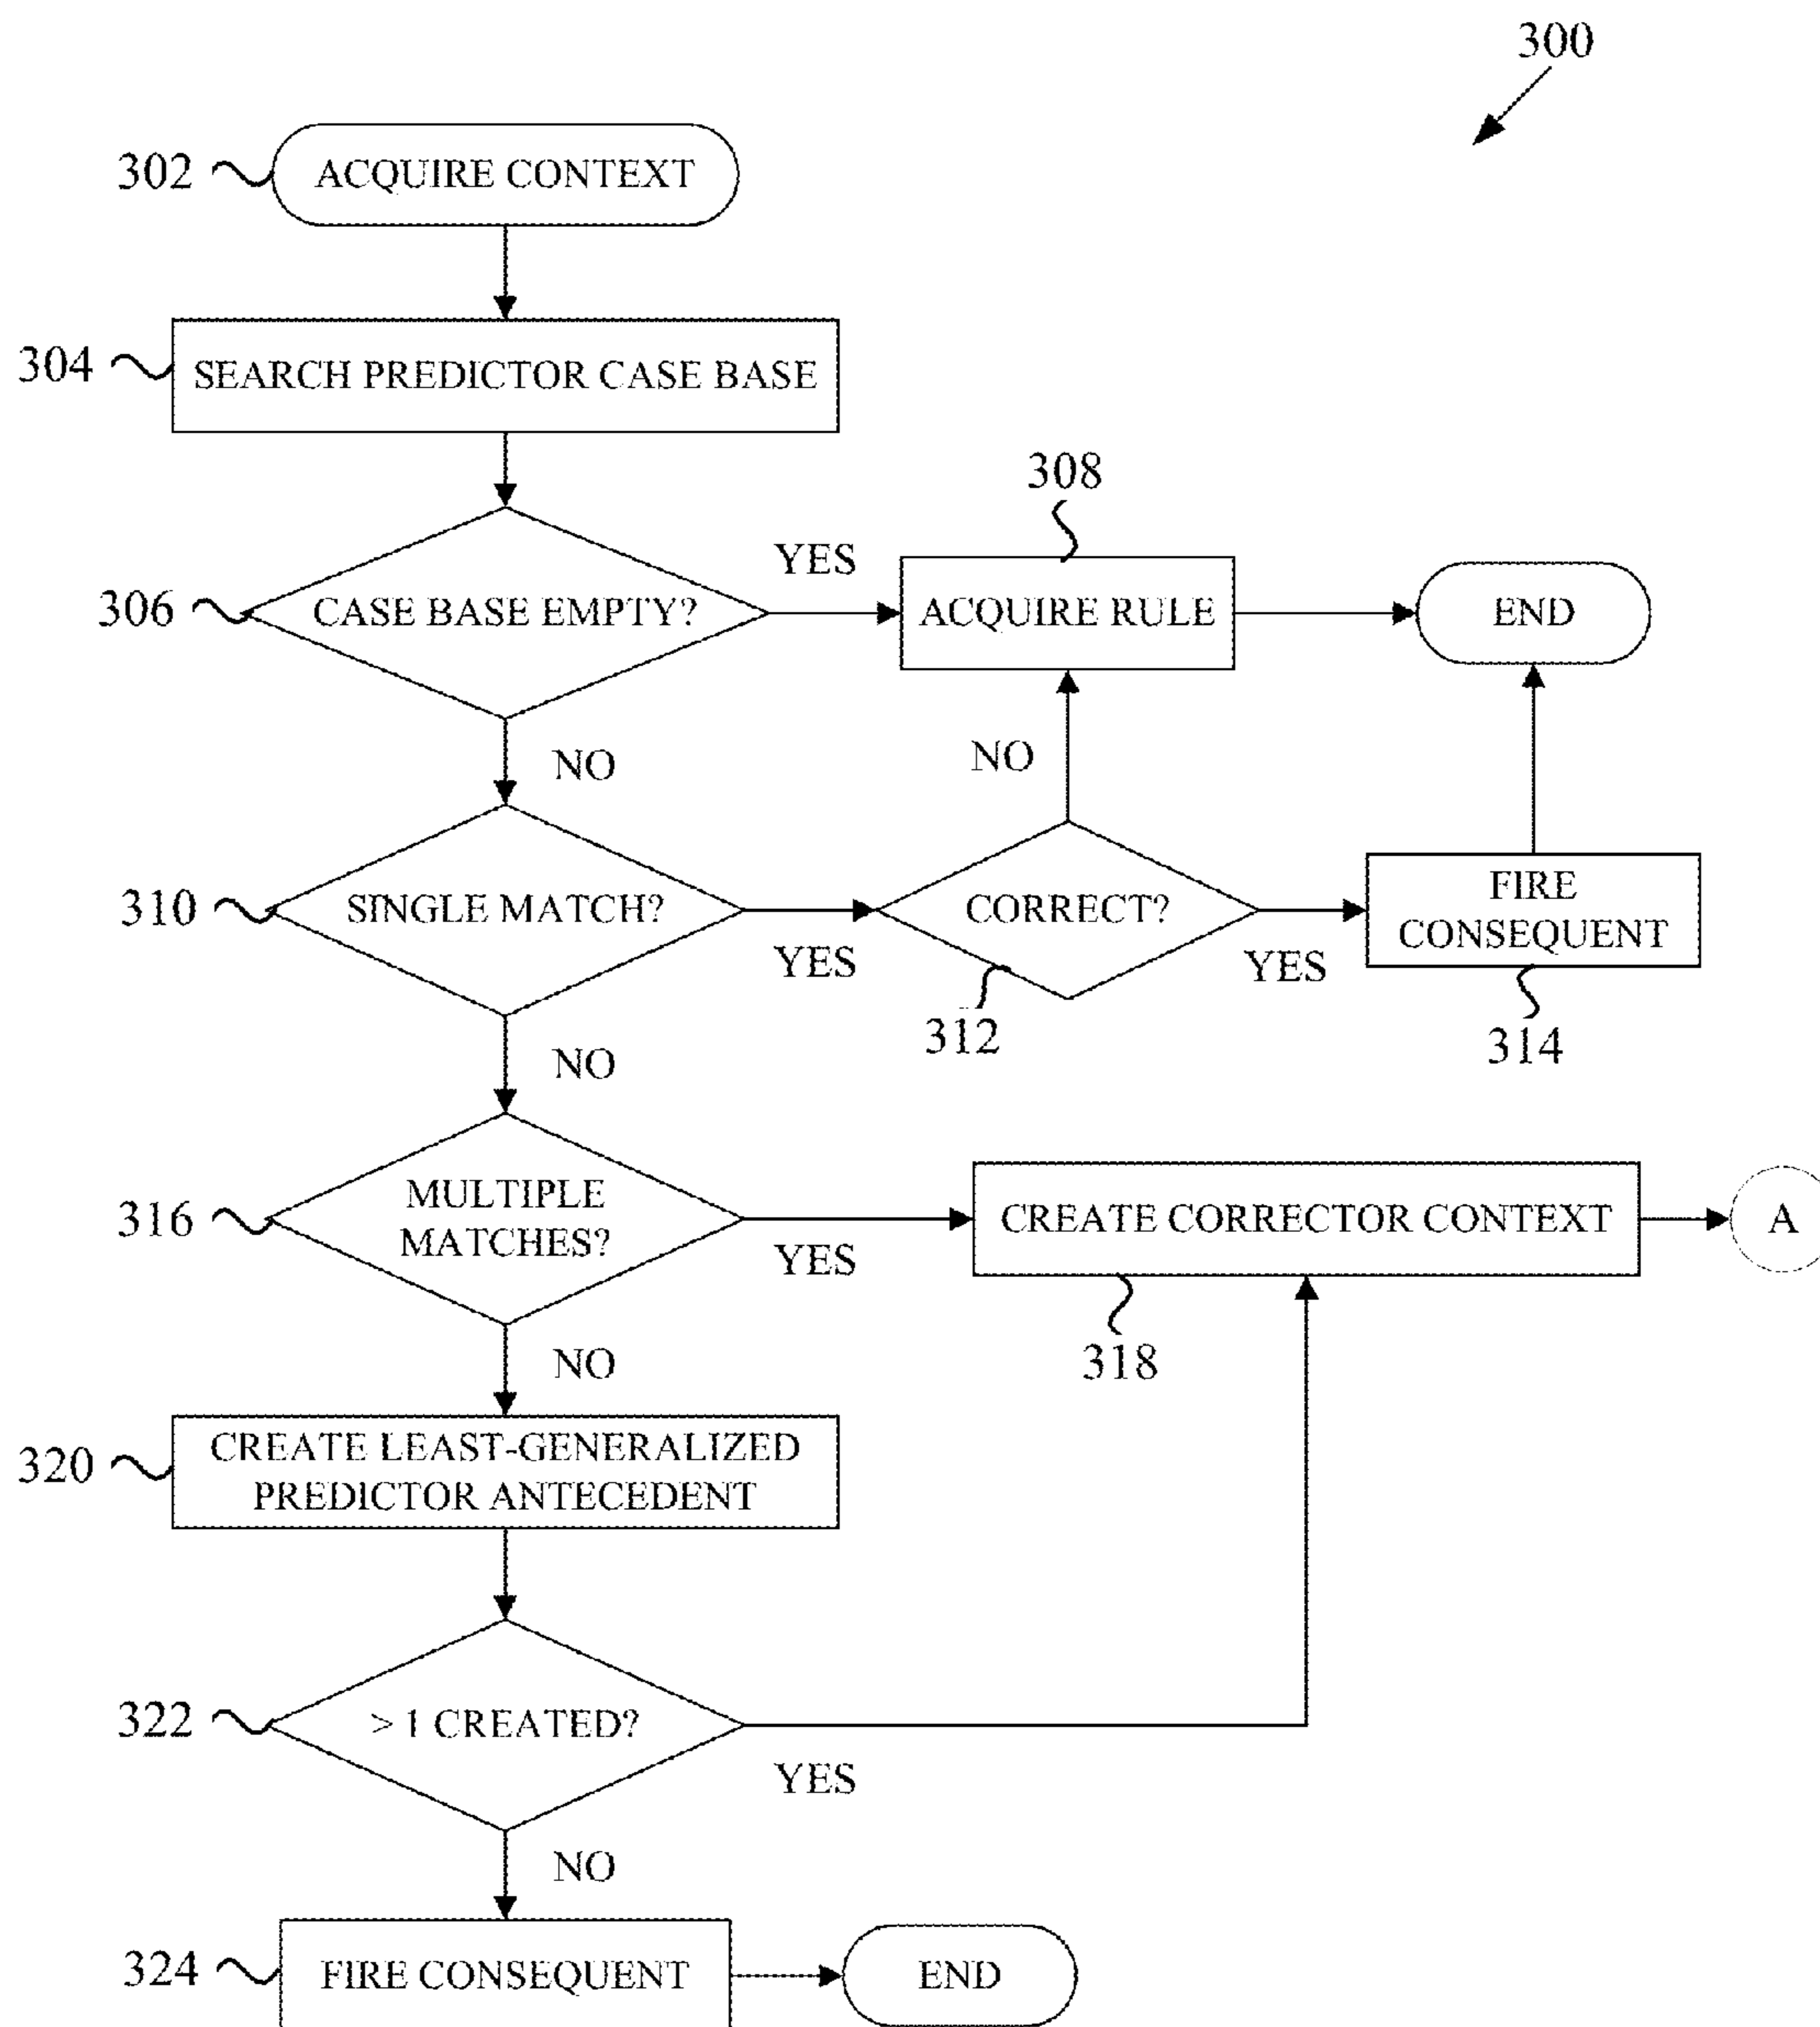 300
302
ACQUIRE CONTEXT
304
SEARCH PREDICTOR CASE BASE
308
YES
306
CASE BASE EMPTY?
ACQUIRE RULE
END
NO
NO
310
SINGLE MATCH?
YES
CORRECT?
YES
FIRE
CONSEQUENT
312
314
NO
316
MULTIPLE
MATCHES?
YES
CREATE CORRECTOR CONTEXT
A
318
NO
320
CREATE LEAST-GENERALIZED
PREDICTOR ANTECEDENT
322
> 1 CREATED?
YES
NO
324
FIRE CONSEQUENT
END